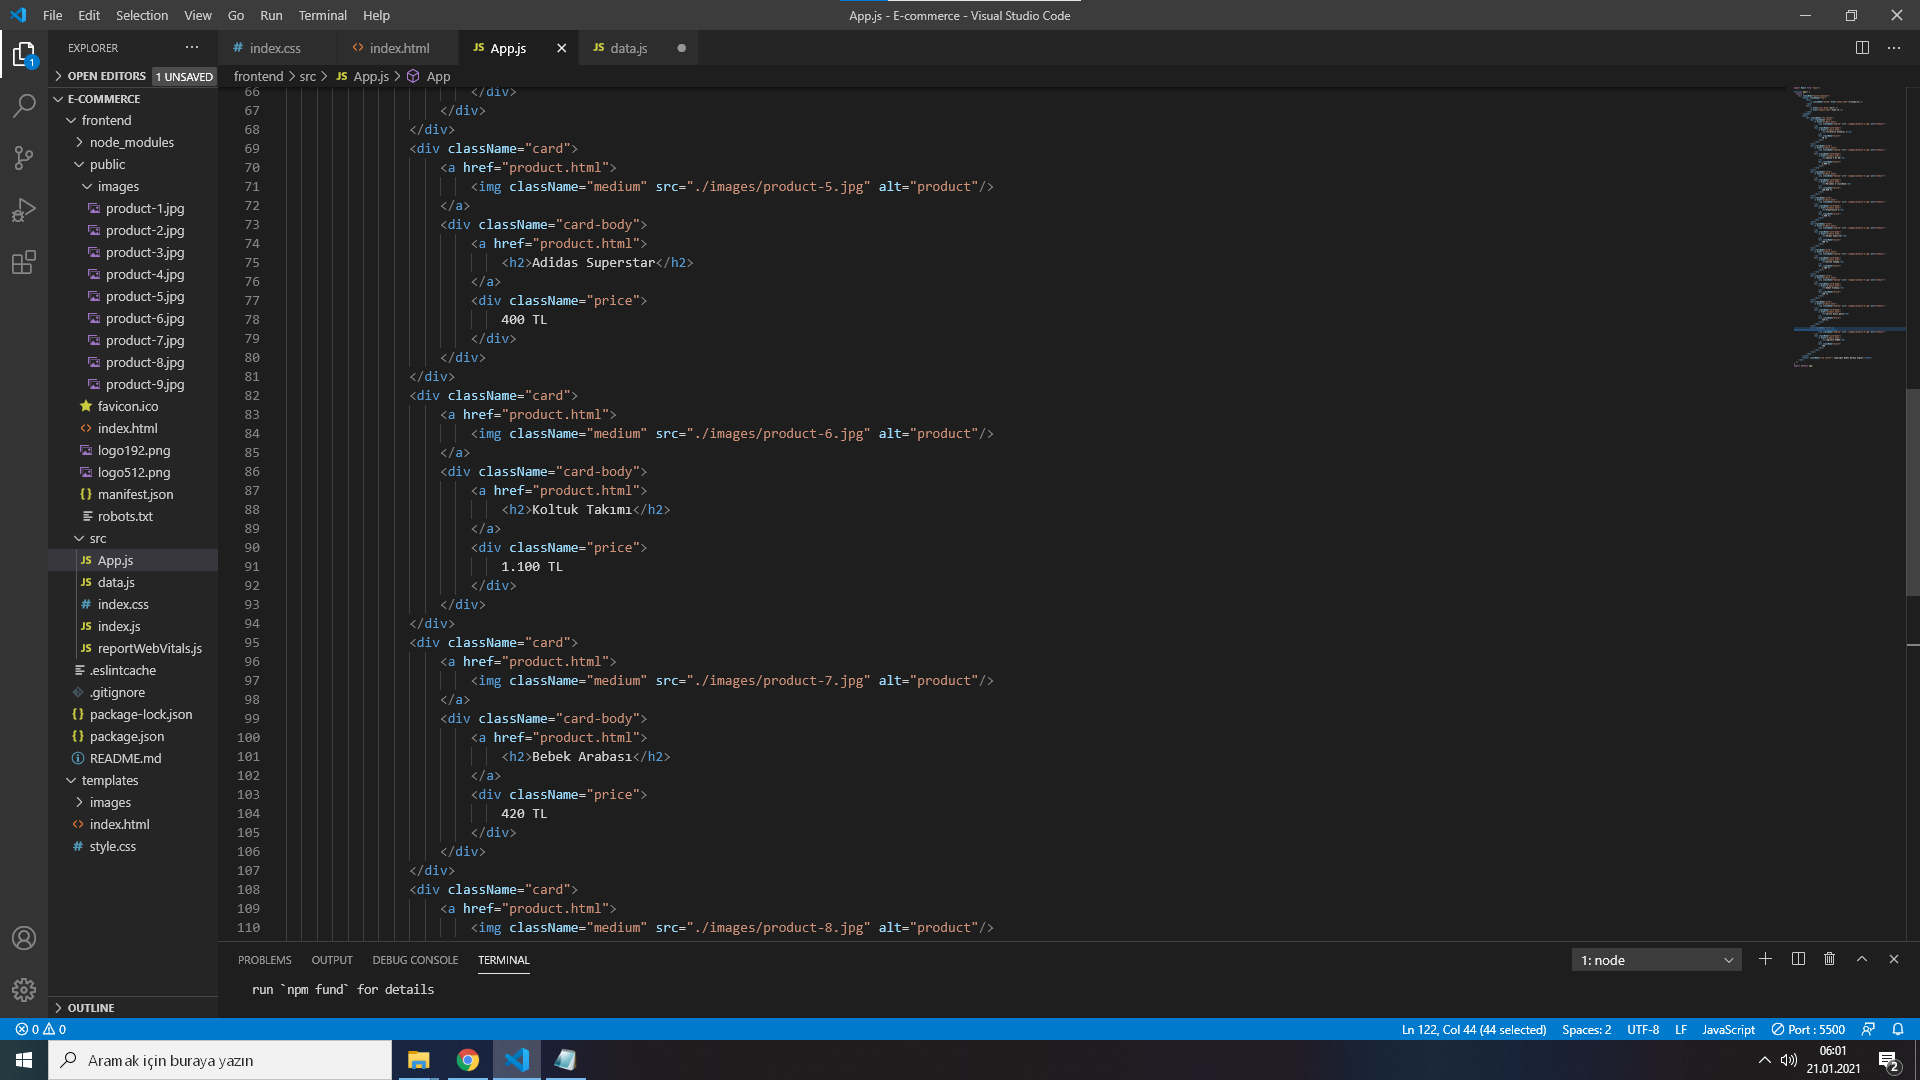 File Edit Selection View Go Run Terminal Help
App.js - E-commerce - Visual Studio Code
EXPLORER ...
# index.css
<> index.html
JS App.js
JS data.js
1
OPEN EDITORS 1 UNSAVED
frontend > src > JS App.js > App
E-COMMERCE
frontend
node_modules
public
images
product-1.jpg
product-2.jpg
product-3.jpg
product-4.jpg
product-5.jpg
product-6.jpg
product-7.jpg
product-8.jpg
product-9.jpg
favicon.ico
<> index.html
logo192.png
logo512.png
{} manifest.json
robots.txt
src
JS App.js
JS data.js
# index.css
JS index.js
JS reportWebVitals.js
.eslintcache
.gitignore
{} package-lock.json
{} package.json
README.md
templates
images
<> index.html
# style.css
OUTLINE
66 </div>
67 </div>
68 </div>
69 <div className="card">
70 <a href="product.html">
71 <img className="medium" src="./images/product-5.jpg" alt="product"/>
72 </a>
73 <div className="card-body">
74 <a href="product.html">
75 <h2>Adidas Superstar</h2>
76 </a>
77 <div className="price">
78 400 TL
79 </div>
80 </div>
81 </div>
82 <div className="card">
83 <a href="product.html">
84 <img className="medium" src="./images/product-6.jpg" alt="product"/>
85 </a>
86 <div className="card-body">
87 <a href="product.html">
88 <h2>Koltuk Takımı</h2>
89 </a>
90 <div className="price">
91 1.100 TL
92 </div>
93 </div>
94 </div>
95 <div className="card">
96 <a href="product.html">
97 <img className="medium" src="./images/product-7.jpg" alt="product"/>
98 </a>
99 <div className="card-body">
100 <a href="product.html">
101 <h2>Bebek Arabası</h2>
102 </a>
103 <div className="price">
104 420 TL
105 </div>
106 </div>
107 </div>
108 <div className="card">
109 <a href="product.html">
110 <img className="medium" src="./images/product-8.jpg" alt="product"/>
PROBLEMS OUTPUT DEBUG CONSOLE TERMINAL
1: node
run `npm fund` for details
0 0
Ln 122, Col 44 (44 selected) Spaces: 2 UTF-8 LF JavaScript Port : 5500
Aramak için buraya yazın
06:01
21.01.2021
2